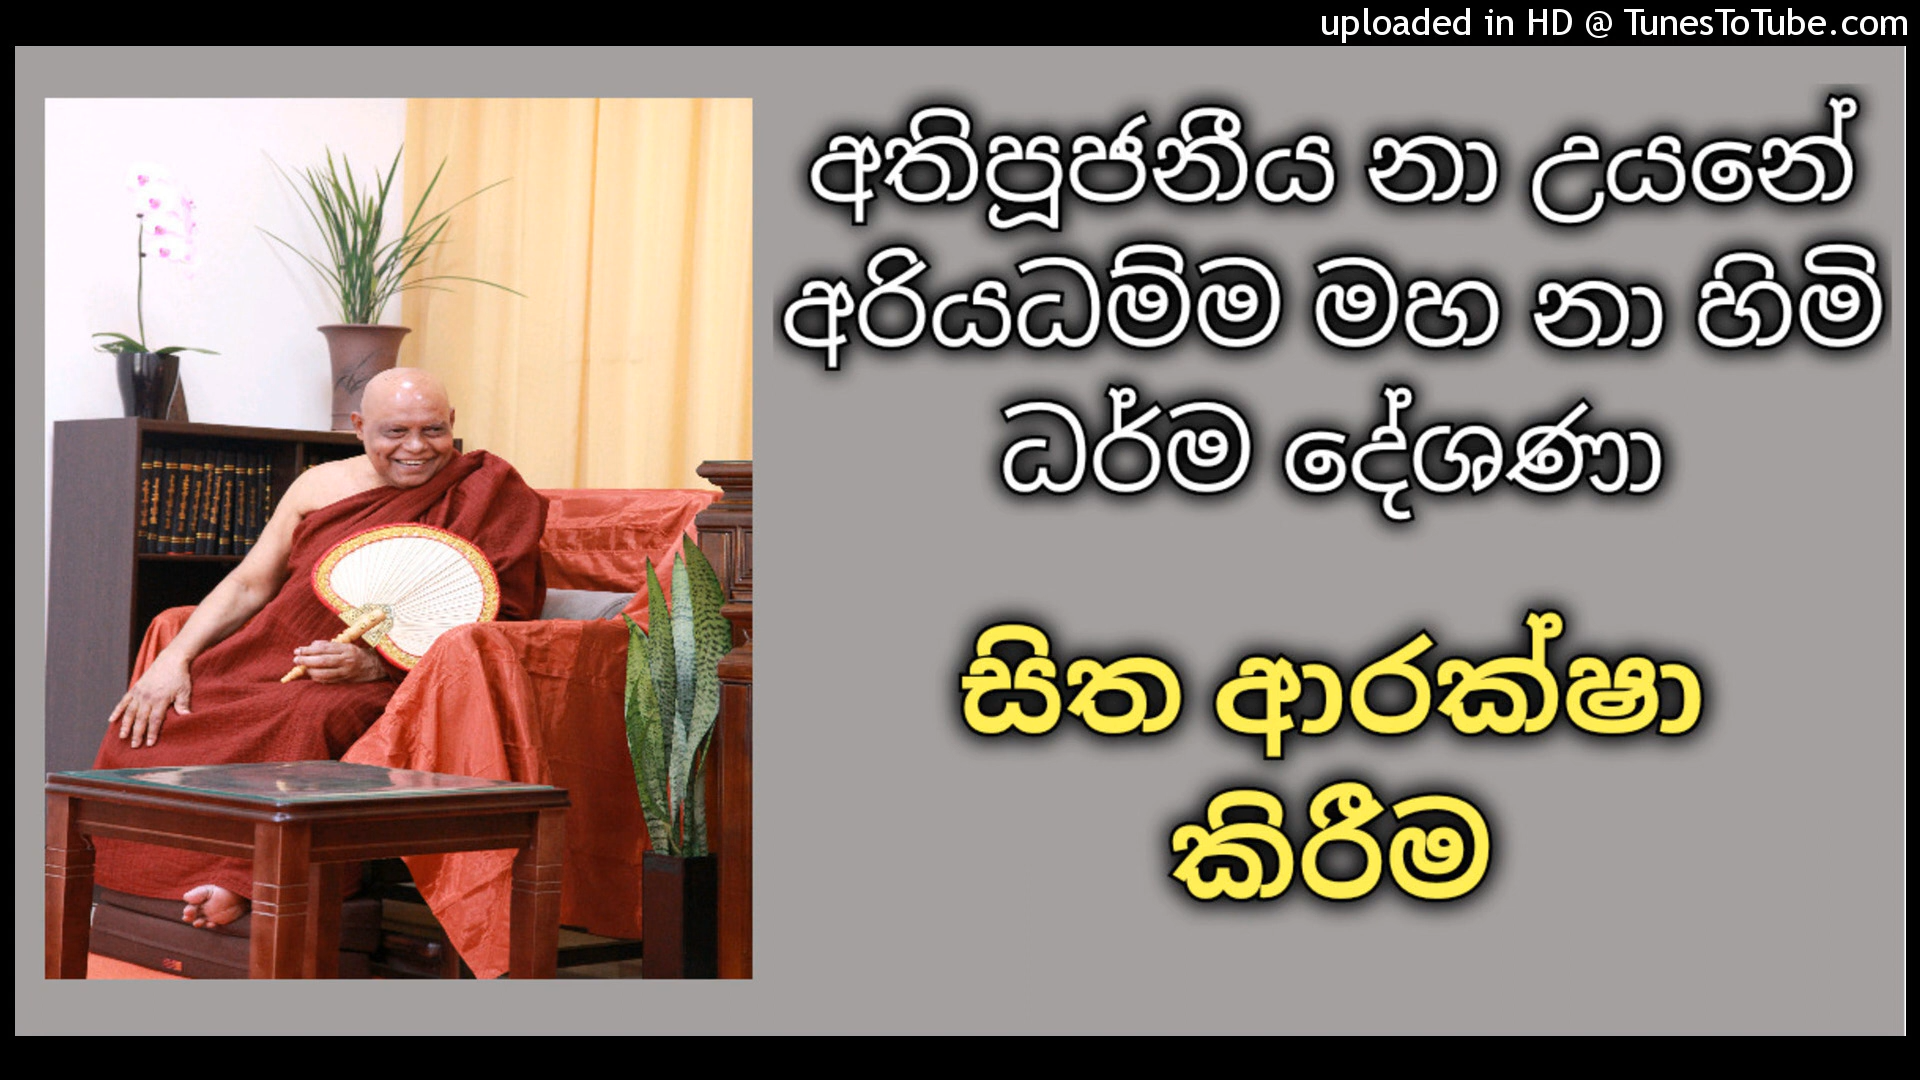 uploaded in HD @ TunesToTube.com
අතිපූජනීය නා උයනේ
අරියධම්ම මහ නා හිමි
ධර්ම දේශණා
සිත ආරක්ෂා
කිරීම